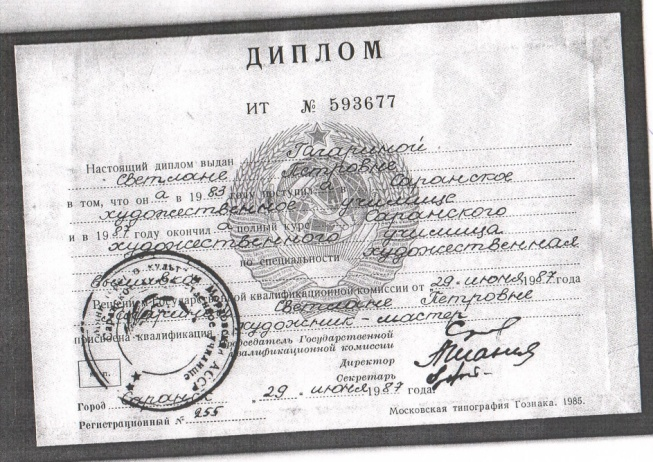 ДИПЛОМ
ИТ № 593677
Настоящий диплом выдан Гагариной
Светлане Петровне
в том, что он а в 1983 году поступил а в Саранское
художественное училище
и в 1987 году окончил а полный курс Саранского
художественного училища
по специальности художественная
вышивка
Решением Государственной квалификационной комиссии от 29 июня 1987 года
Гагариной Светлане Петровне
присвоена квалификация художник-мастер
Председатель Государственной
квалификационной комиссии
Директор
Секретарь
М.п.
Город Саранск 29 июня 1987 года.
Регистрационный № 255
Московская типография Гознака. 1985.